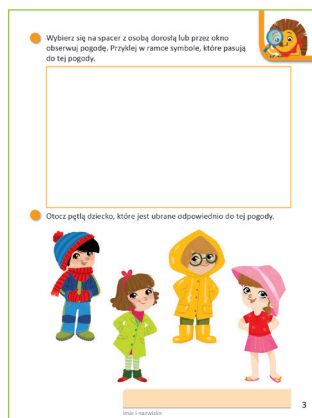 Wybierz się na spacer z osobą dorosłą lub przez okno
obserwuj pogodę. Przyklej w ramce symbole, które pasują
do tej pogody.
Otocz pętlą dziecko, które jest ubrane odpowiednio do tej pogody.
imię i nazwisko
3